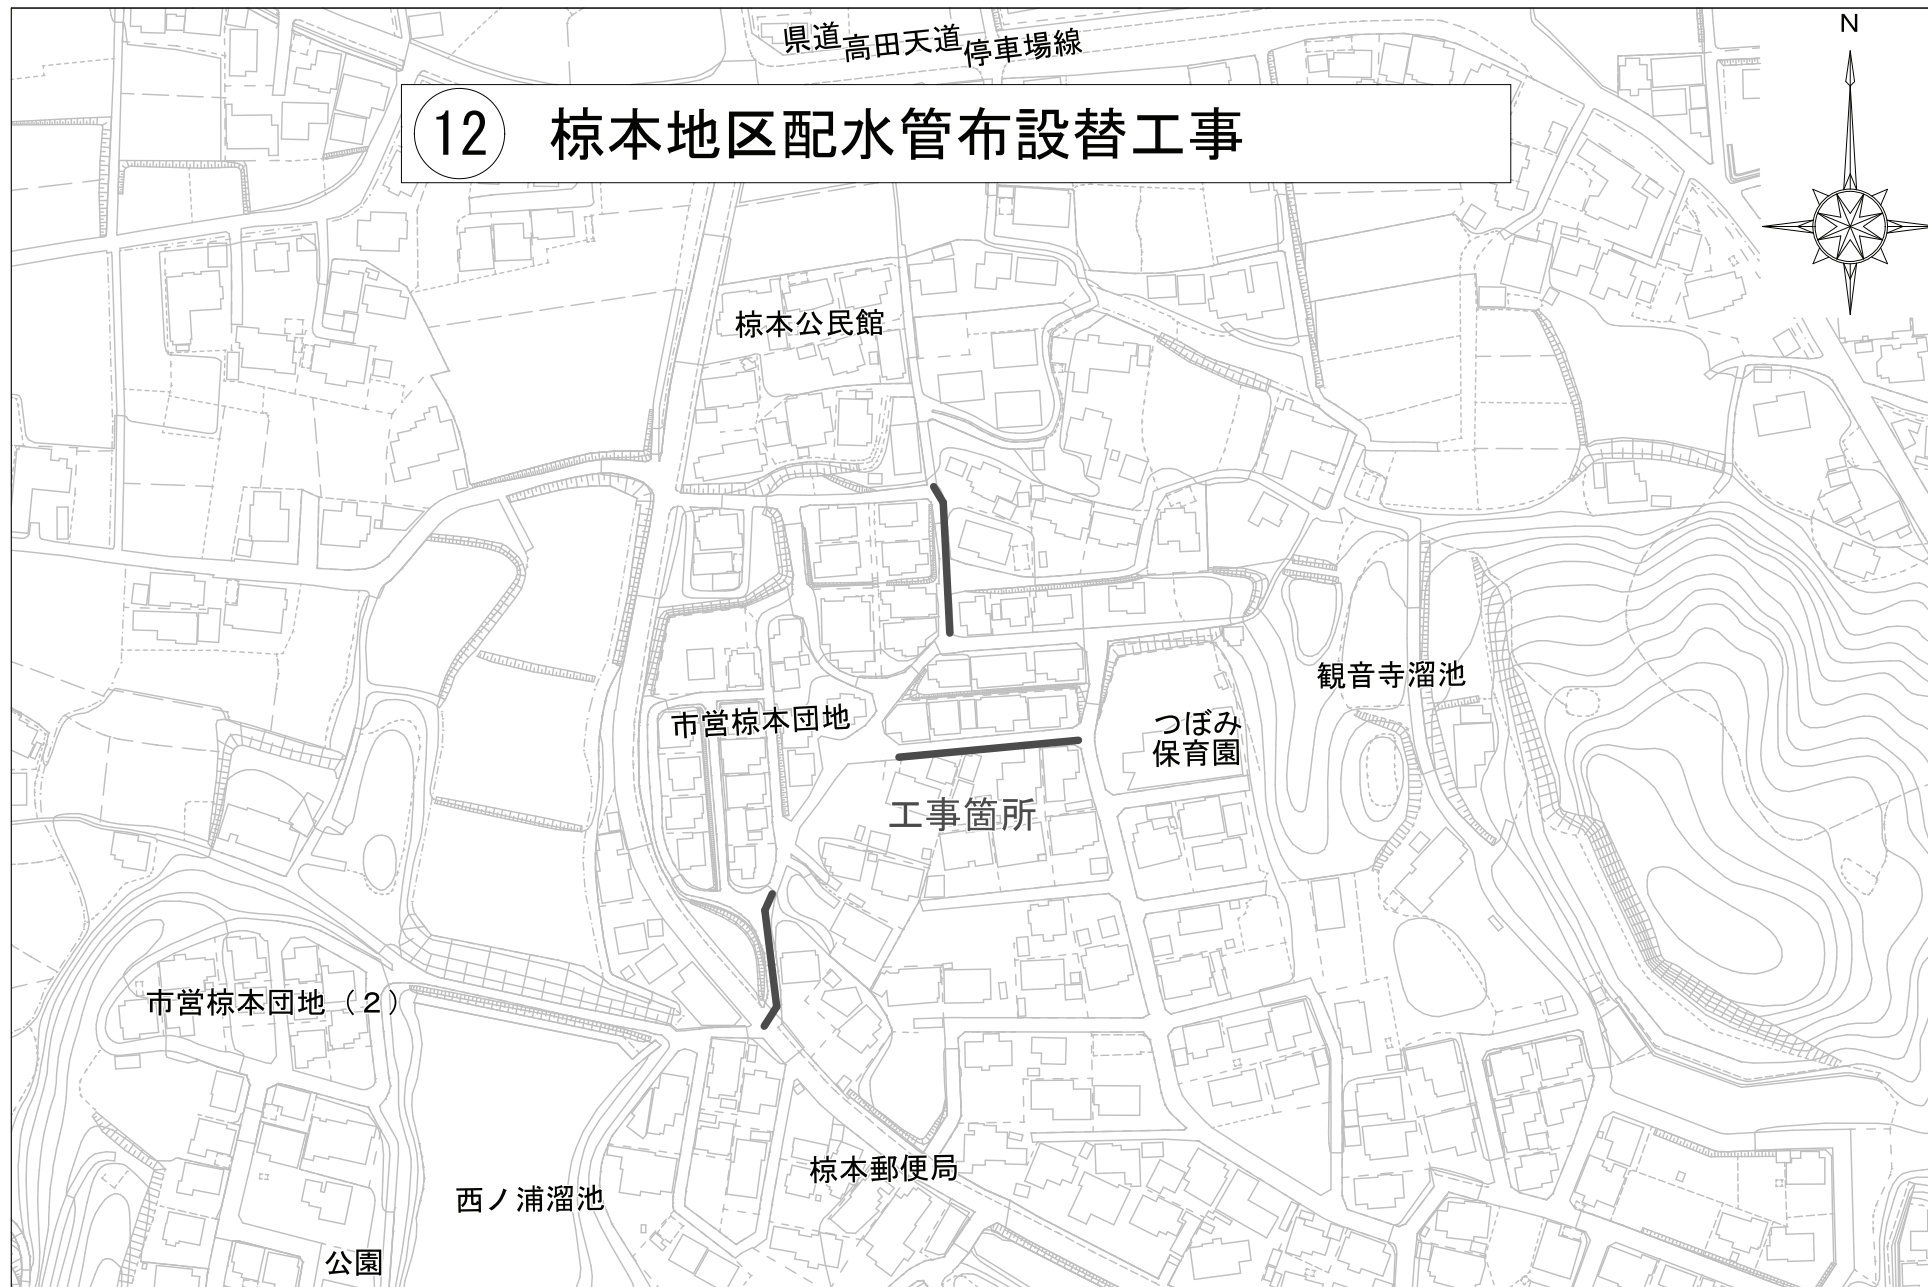 県道高田天道停車場線
N
12 椋本地区配水管布設替工事
椋本公民館
観音寺溜池
市営椋本団地
つぼみ
保育園
工事箇所
市営椋本団地（２）
椋本郵便局
西ノ浦溜池
公園